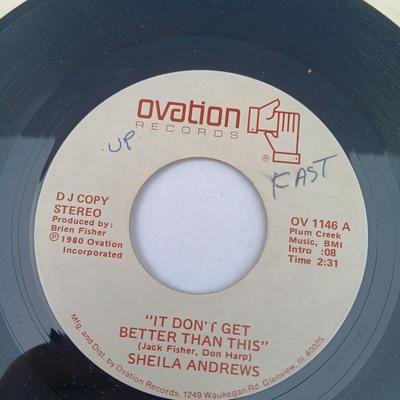 ovation
RECORDS
®
UP
FAST
DJ COPY
STEREO
Produced by:
Brien Fisher
℗ 1980 Ovation
Incorporated
OV 1146 A
Plum Creek
Music, BMI
Intro :08
Time 2:31
"IT DON'T GET
BETTER THAN THIS"
(Jack Fisher, Don Harp)
SHEILA ANDREWS
Mfg. and Dist. by Ovation Records, 1249 Waukegan Rd. Glenview, Ill. 60025